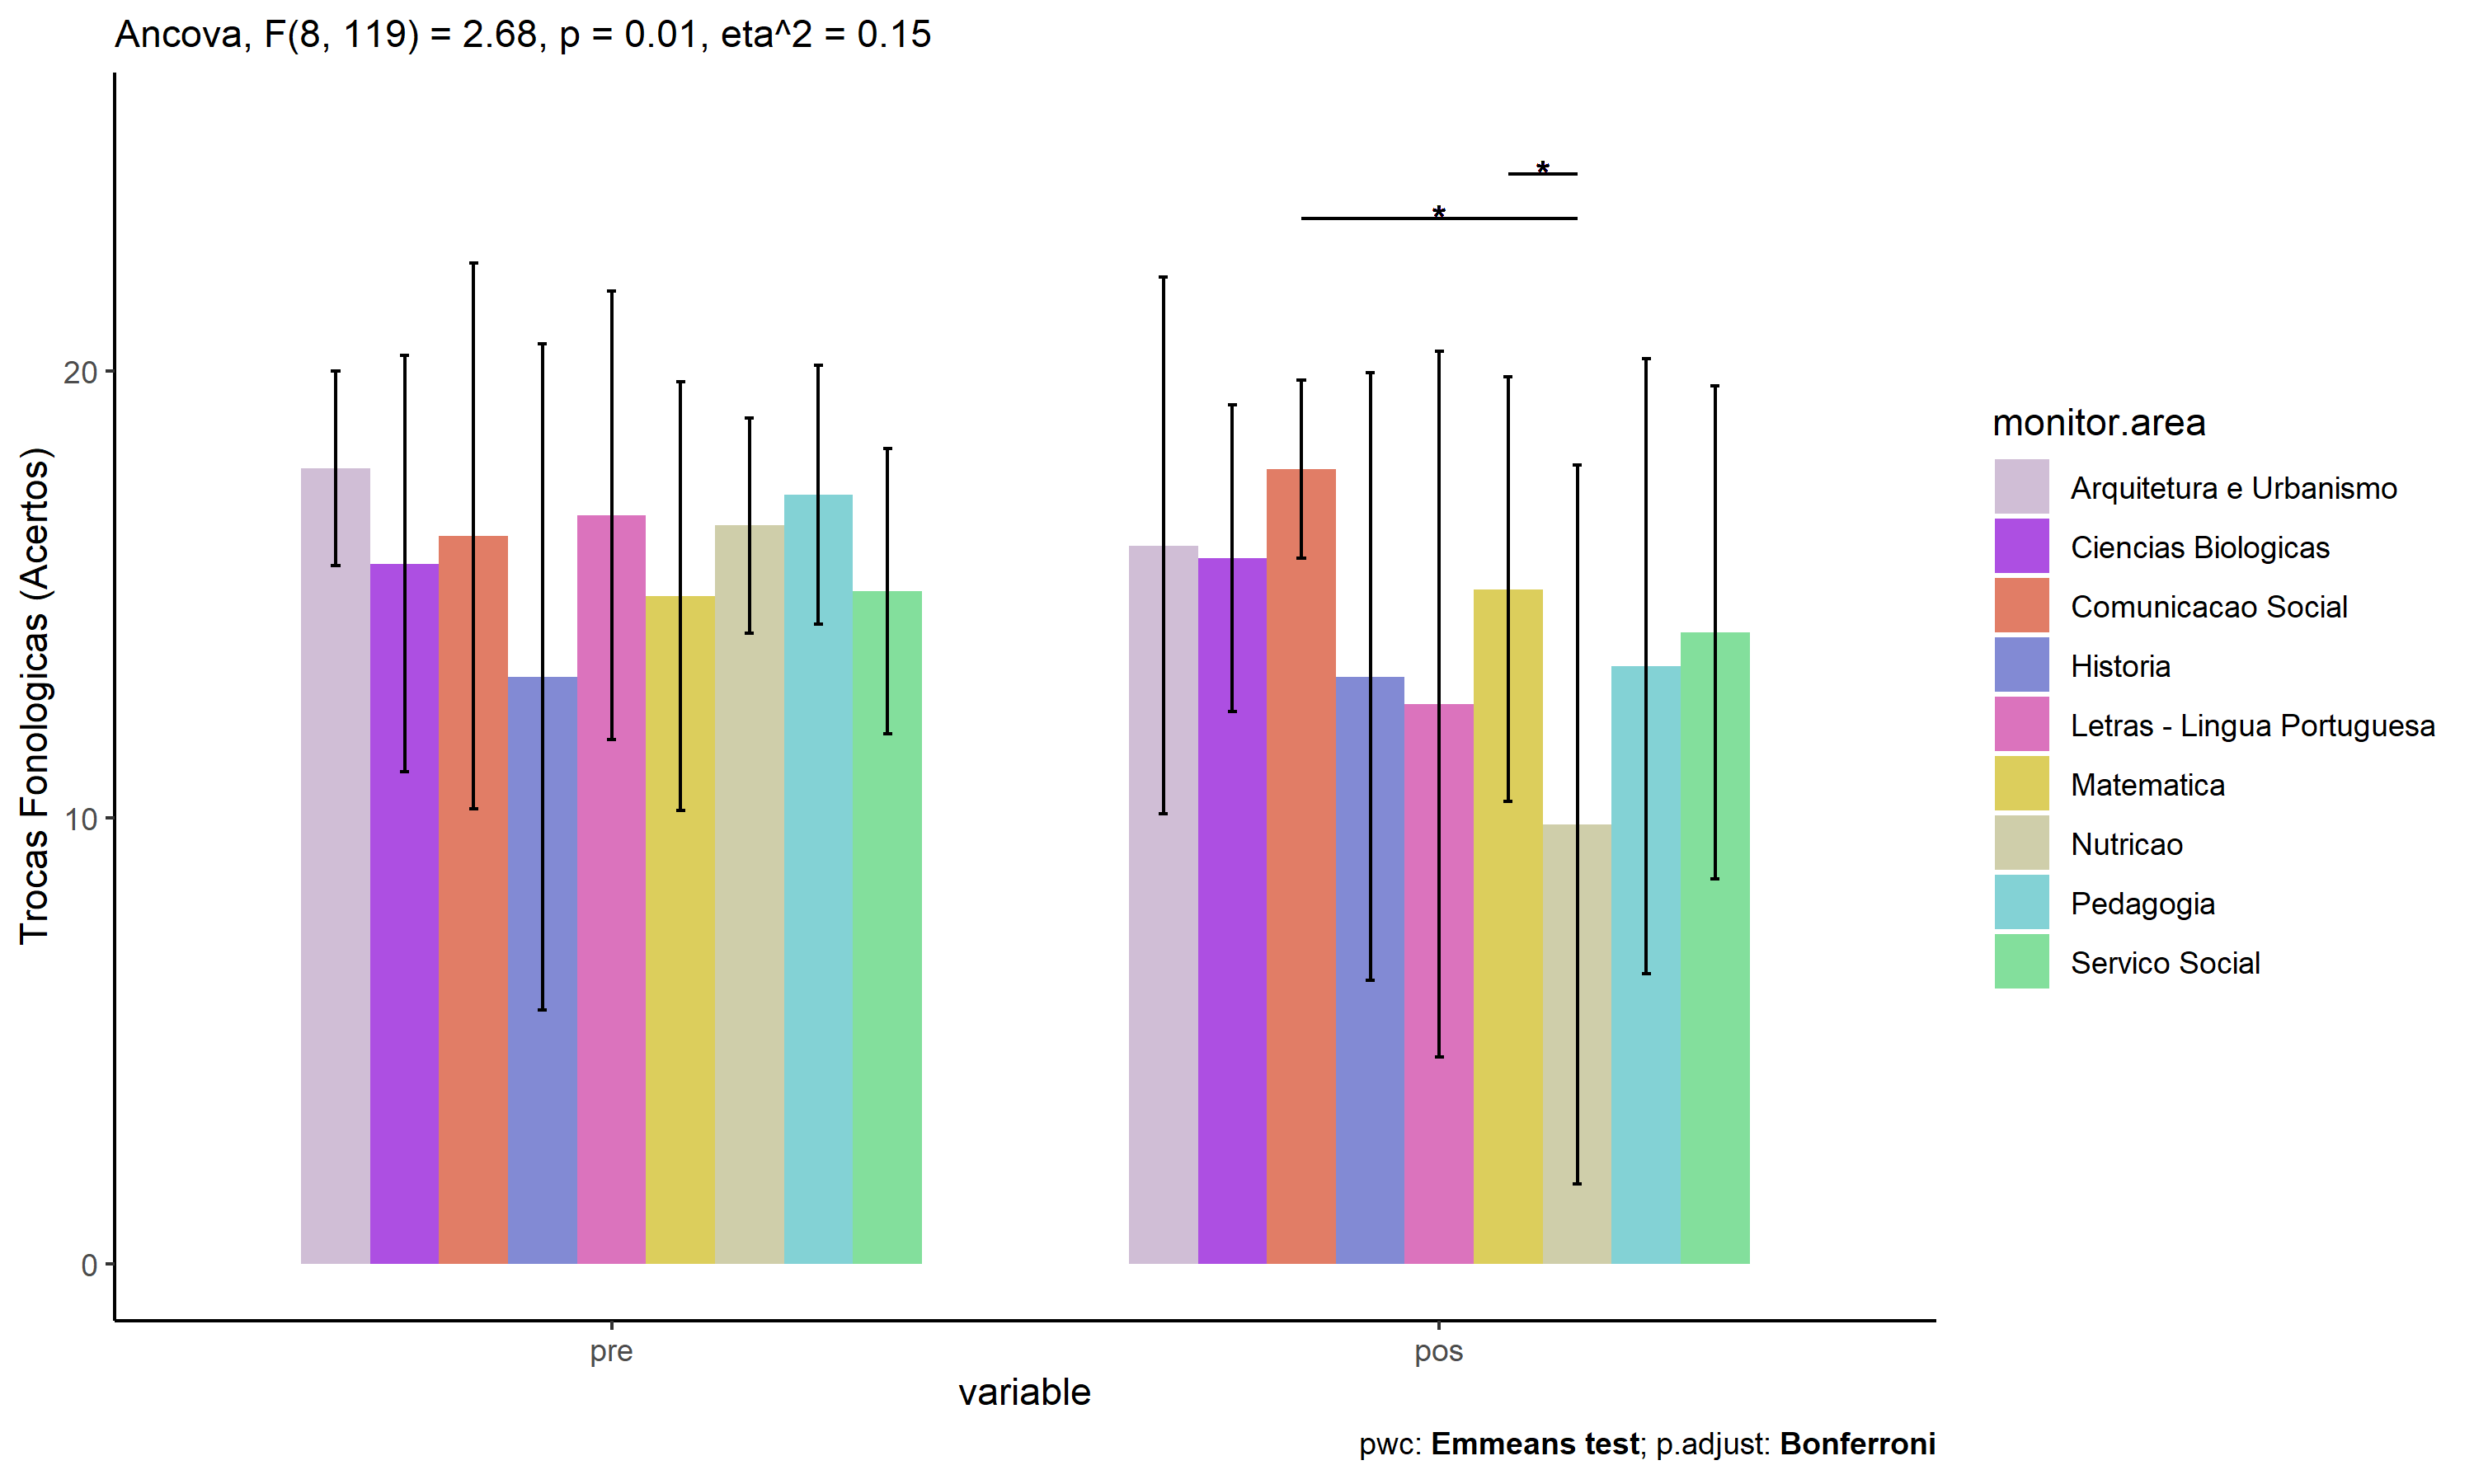 Ancova, F(8, 119) = 2.68, p = 0.01, eta^2 = 0.15
Trocas Fonologicas (Acertos)
20
10
0
*
*
pre
pos
variable
monitor.area
Arquitetura e Urbanismo
Ciencias Biologicas
Comunicacao Social
Historia
Letras - Lingua Portuguesa
Matematica
Nutricao
Pedagogia
Servico Social
pwc: Emmeans test; p.adjust: Bonferroni